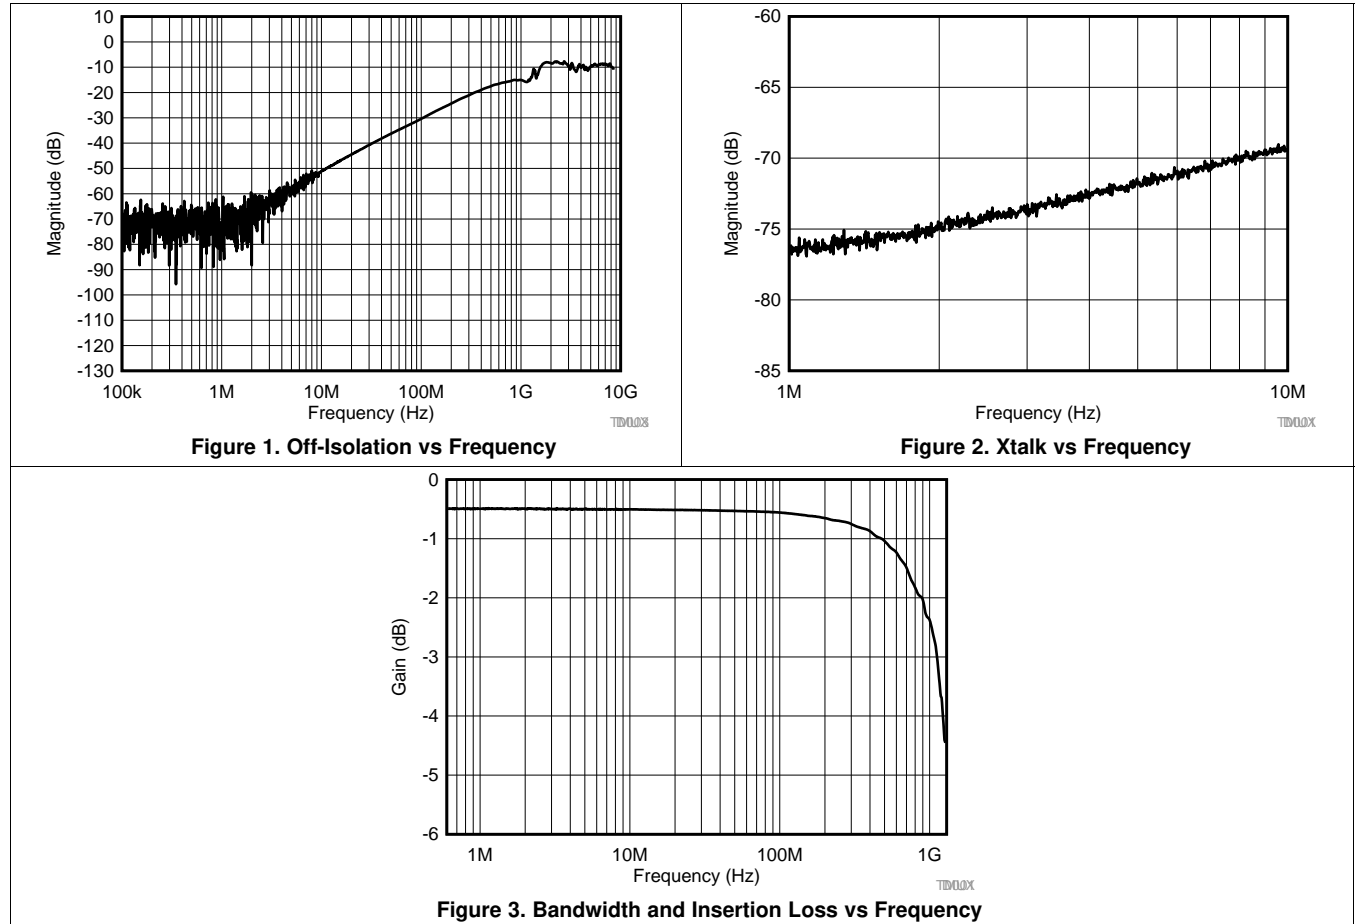 10
0
-10
-20
-30
-40
-50
-60
-70
-80
-90
-100
-110
-120
-130
Magnitude (dB)
100k 1M 10M 100M 1G 10G
Frequency (Hz)
Figure 1. Off-Isolation vs Frequency
-60
-65
-70
-75
-80
-85
Magnitude (dB)
1M 10M
Frequency (Hz)
Figure 2. Xtalk vs Frequency
0
-1
-2
-3
-4
-5
-6
Gain (dB)
1M 10M 100M 1G
Frequency (Hz)
Figure 3. Bandwidth and Insertion Loss vs Frequency